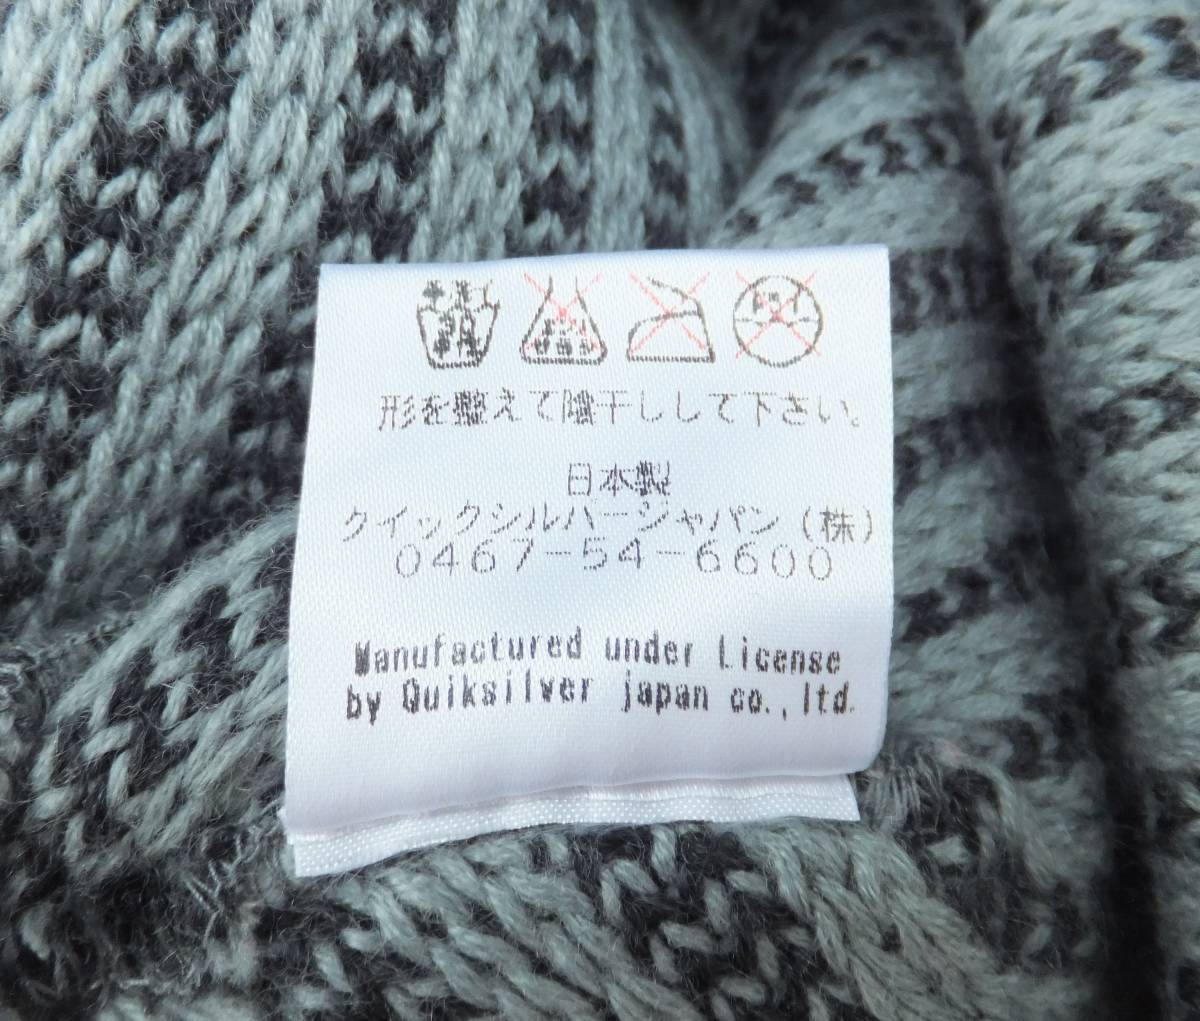 形を整えて陰干しして下さい。
日本製
クイックシルバージャパン（株）
0467-54-6600
Manufactured under License
by Quiksilver japan co., ltd.